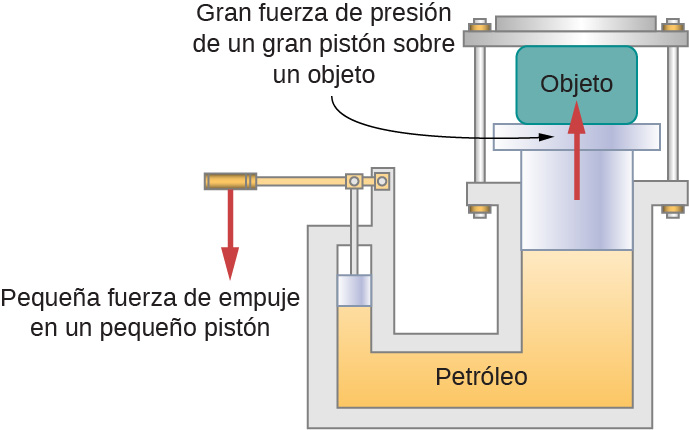 Gran fuerza de presión
de un gran pistón sobre
un objeto
Objeto
Pequeña fuerza de empuje
en un pequeño pistón
Petróleo